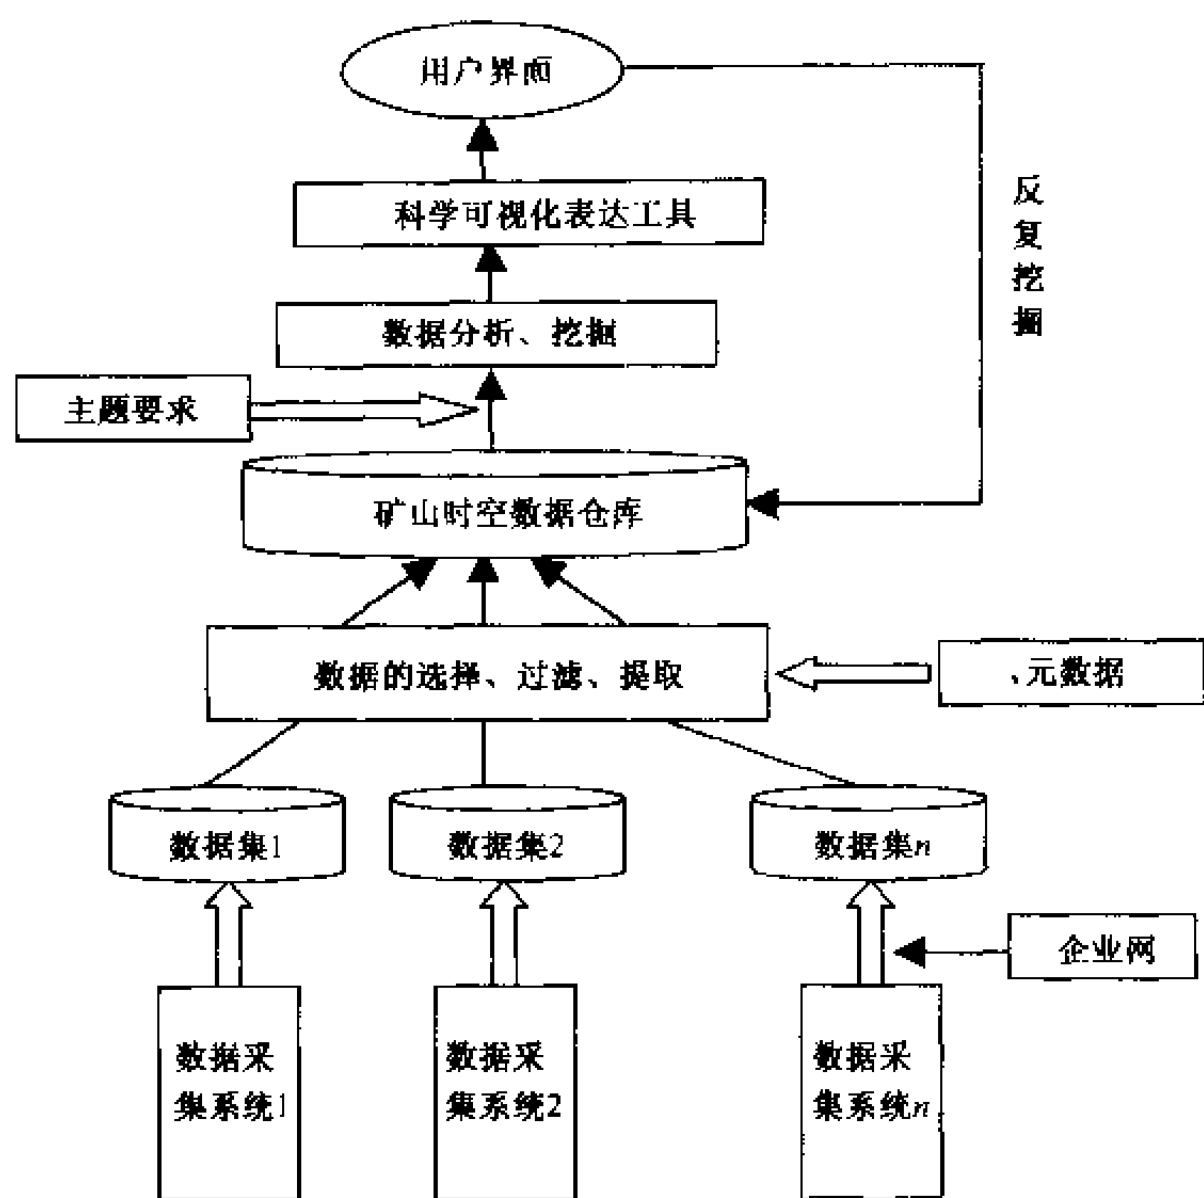 用户界面
科学可视化表达工具
反
复
挖
掘
数据分析、挖掘
主题要求
矿山时空数据仓库
数据的选择、过滤、提取
、元数据
数据集1
数据集2
数据集n
企业网
数据采
集系统1
数据采
集系统2
数据采
集系统n